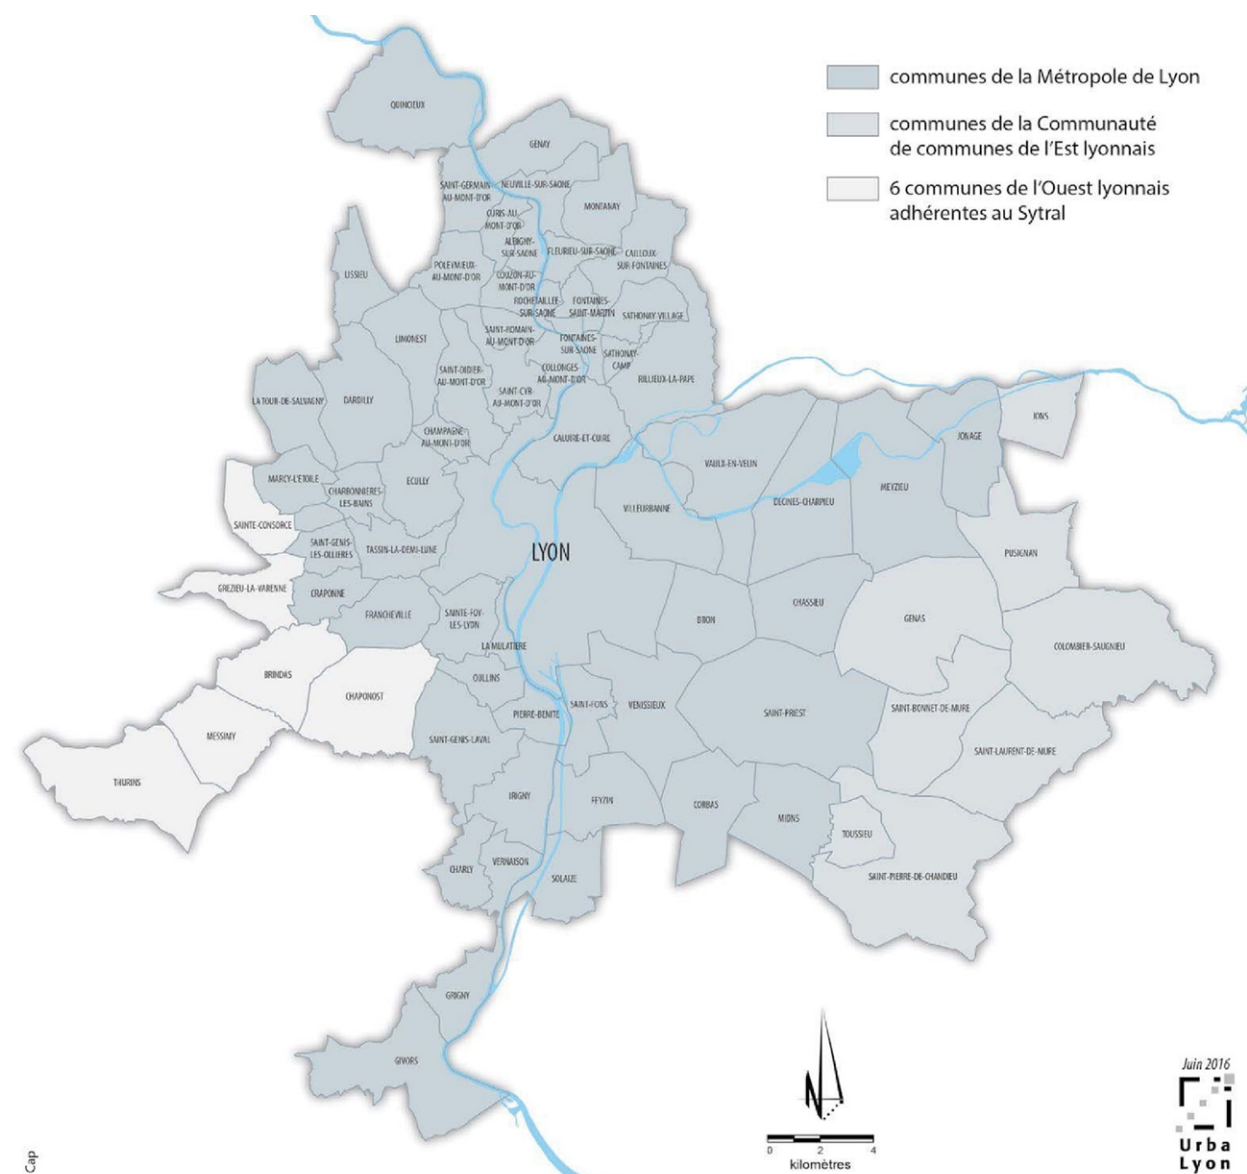 communes de la Métropole de Lyon
communes de la Communauté
de communes de l'Est lyonnais
6 communes de l'Ouest lyonnais
adhérentes au Sytral
QUINCIEUX
GENAY
SAINT-GERMAIN
AU-MONT-D'OR
NEUVILLE-SUR-SAONE
MONTANAY
CURIS-AU-
MONT-D'OR
ALBIGNY-
SUR-SAONE
FLEURIEU-SUR-SAONE
CAILLOUX-
SUR-FONTAINES
LISSIEU
POLEYMIEUX-
AU-MONT-D'OR
COUZON-AU-
MONT-D'OR
ROCHETAILLEE-
SUR-SAONE
FONTAINES-
SAINT-MARTIN
SATHONAY-VILLAGE
LIMONEST
SAINT-ROMAIN-
AU-MONT-D'OR
FONTAINES-
SUR-SAONE
SATHONAY-
CAMP
SAINT-DIDIER-
AU-MONT-D'OR
COLLONGES-
AU-MONT-D'OR
RILLIEUX-LA-PAPE
LA TOUR-DE-SALVAGNY
DARDILLY
SAINT-CYR-
AU-MONT-D'OR
CHAMPAGNE-
AU-MONT-D'OR
CALUIRE-ET-CUIRE
JONS
JONAGE
VAULX-EN-VELIN
MARCY-L'ETOILE
CHARBONNIERES-
LES-BAINS
ECULLY
MEYZIEU
DECINES-CHARPIEU
VILLEURBANNE
SAINTE-CONSORCE
SAINT-GENIS-
LES-OLLIERES
TASSIN-LA-DEMI-LUNE
LYON
PUSIGNAN
GREZIEU-LA-VARENNE
CRAPONNE
FRANCHEVILLE
SAINTE-FOY-
LES-LYON
BRON
CHASSIEU
GENAS
LA MULATIERE
COLOMBIER-SAUGNIEU
BRINDAS
OULLINS
CHAPONOST
SAINT-FONS
VENISSIEUX
SAINT-PRIEST
SAINT-BONNET-DE-MURE
PIERRE-BENITE
MESSIMY
SAINT-GENIS-LAVAL
SAINT-LAURENT-DE-MURE
THURINS
IRIGNY
FEYZIN
CORBAS
MIONS
TOUSSIEU
CHARLY
VERNAISON
SOLAIZE
SAINT-PIERRE-DE-CHANDIEU
GRIGNY
GIVORS
N
0 2 4
kilomètres
Juin 2016
Urba
Lyon
Cap